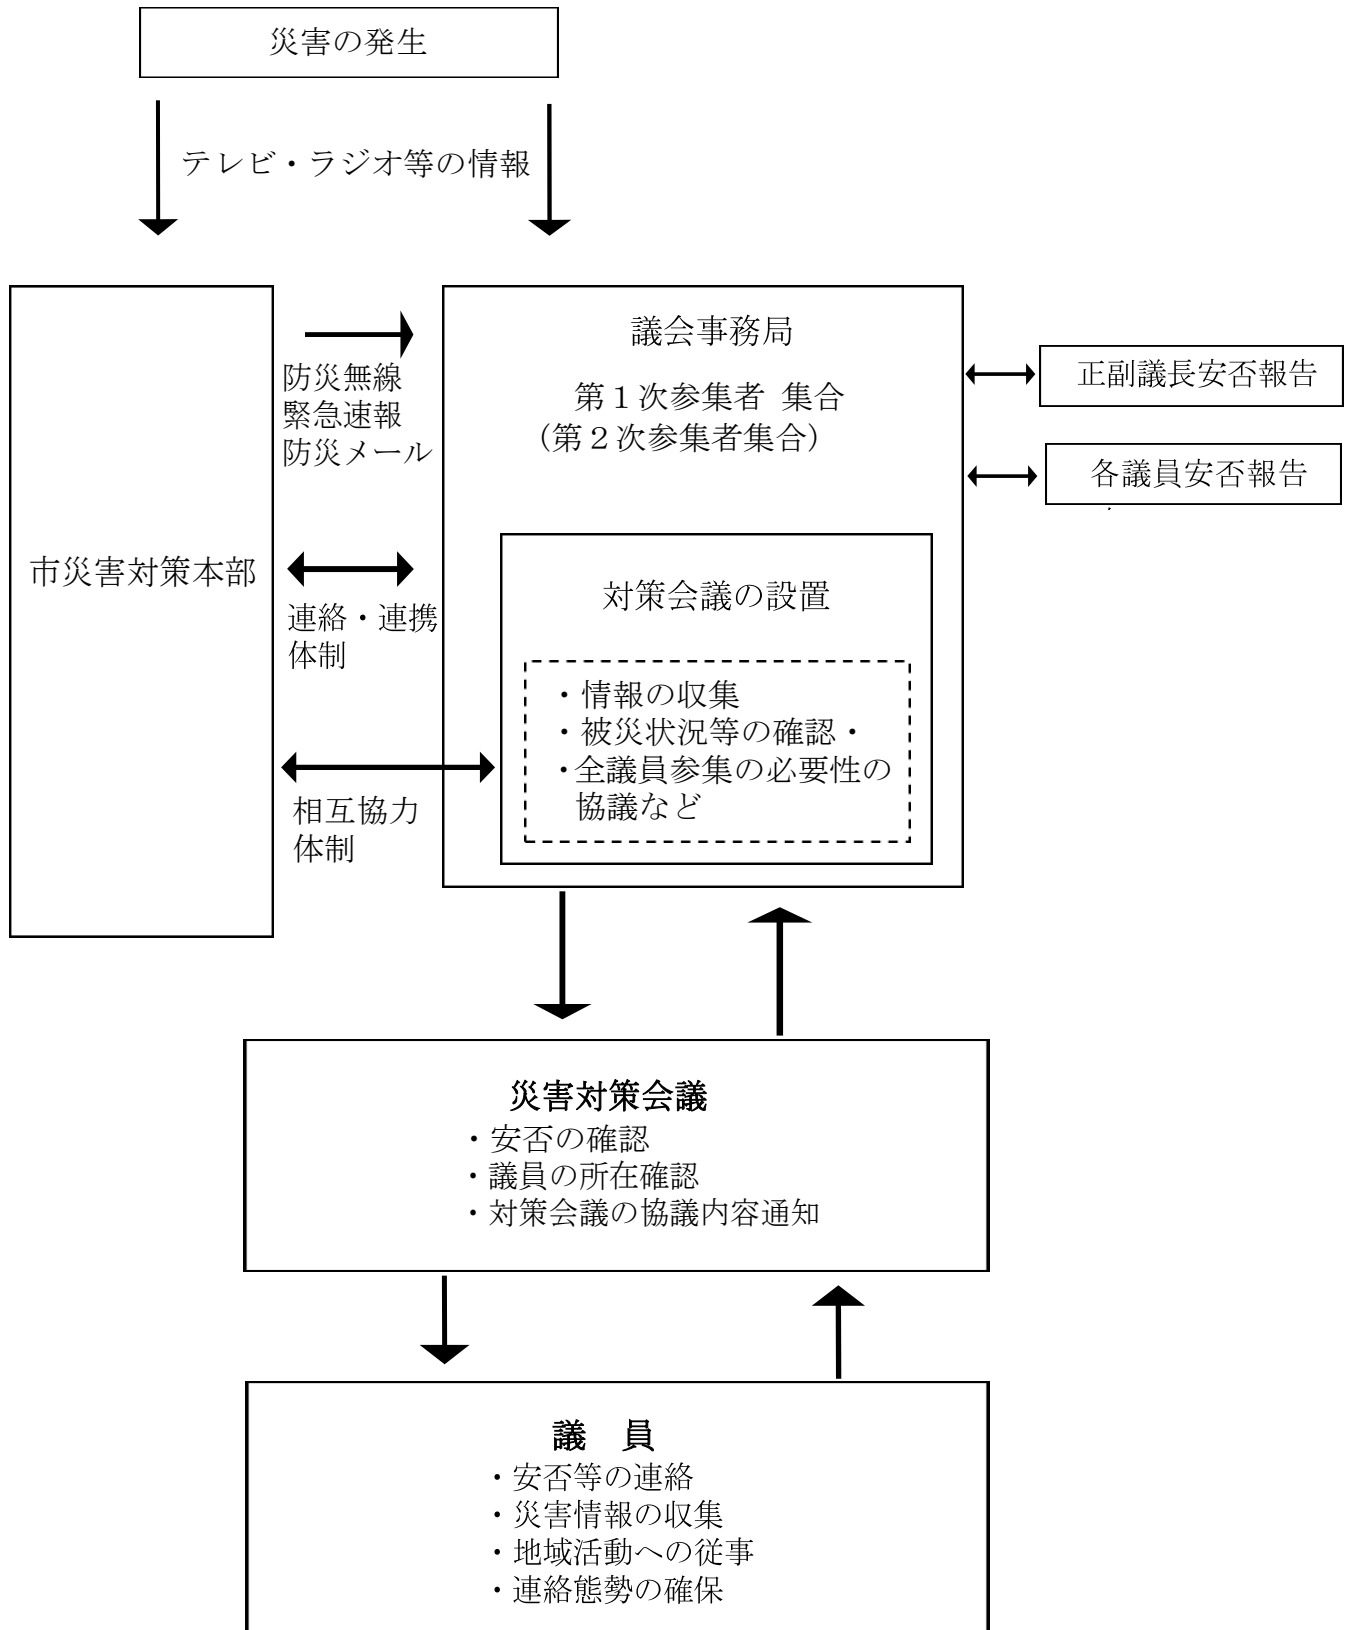 災害の発生
テレビ・ラジオ等の情報
市災害対策本部
防災無線
緊急速報
防災メール
連絡・連携
体制
相互協力
体制
議会事務局
第１次参集者 集合
（第２次参集者集合）
対策会議の設置
・情報の収集
・被災状況等の確認・
・全議員参集の必要性の
協議など
正副議長安否報告
各議員安否報告
災害対策会議
・安否の確認
・議員の所在確認
・対策会議の協議内容通知
議　員
・安否等の連絡
・災害情報の収集
・地域活動への従事
・連絡態勢の確保